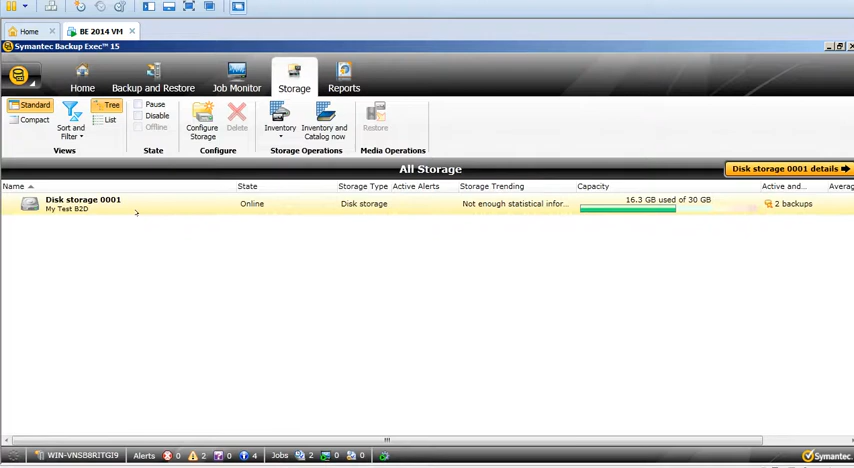 Home
BE 2014 VM
Symantec Backup Exec™ 15
Home
Backup and Restore
Job Monitor
Storage
Reports
Standard
Compact
Sort and
Filter
Tree
List
Views
Pause
Disable
Offline
State
Configure
Storage
Delete
Configure
Inventory
Inventory and
Catalog now
Storage Operations
Restore
Media Operations
All Storage
Disk storage 0001 details
Name State Storage Type Active Alerts Storage Trending Capacity Active and... Averag
Disk storage 0001
My Test B2D
Online Disk storage Not enough statistical infor... 16.3 GB used of 30 GB 2 backups
WIN-VNSB8RITGI9 Alerts 0 2 0 4 Jobs 2 0 0 Symantec.